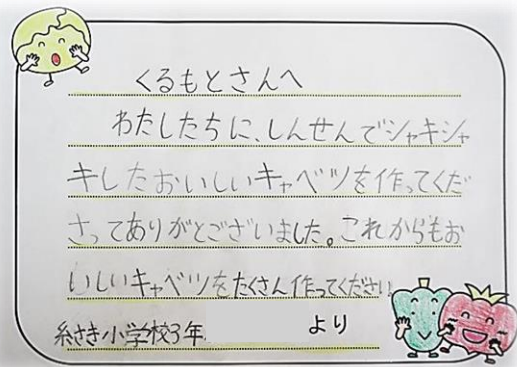 くるもとさんへ
わたしたちに、しんせんでシャキシャ
キしたおいしいキャベツを作ってくだ
さってありがとございました。これからもお
いしいキャベツをたくさん作ってください
糸さき小学校3年 より